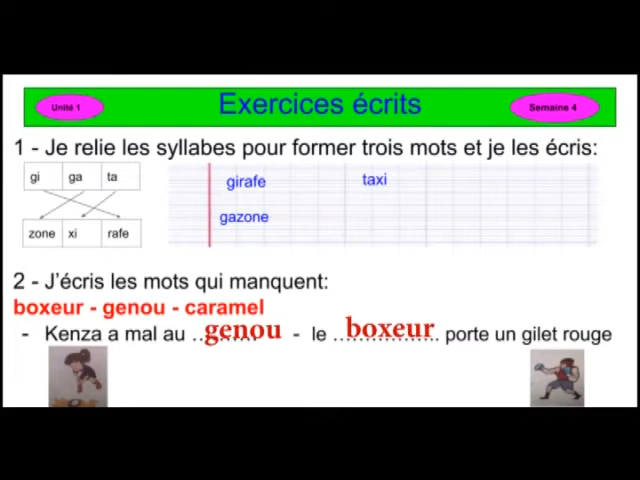 Unité 1
Exercices écrits
Semaine 4
1 - Je relie les syllabes pour former trois mots et je les écris:
gi ga ta
zone xi rafe
girafe taxi
gazone
2 - J'écris les mots qui manquent:
boxeur - genou - caramel
- Kenza a mal au ...genou - le ...boxeur... porte un gilet rouge